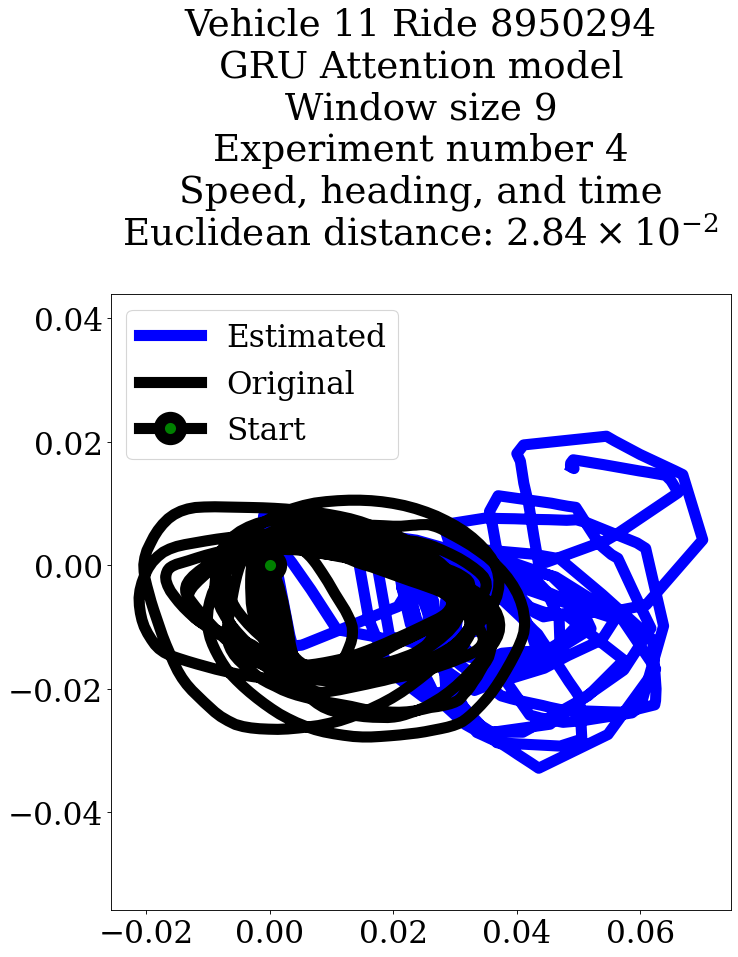 Vehicle 11 Ride 8950294
GRU Attention model
Window size 9
Experiment number 4
Speed, heading, and time
Euclidean distance: 2.84 × 10⁻²
0.04
0.02
0.00
−0.02
−0.04
Estimated
Original
Start
−0.02 0.00 0.02 0.04 0.06